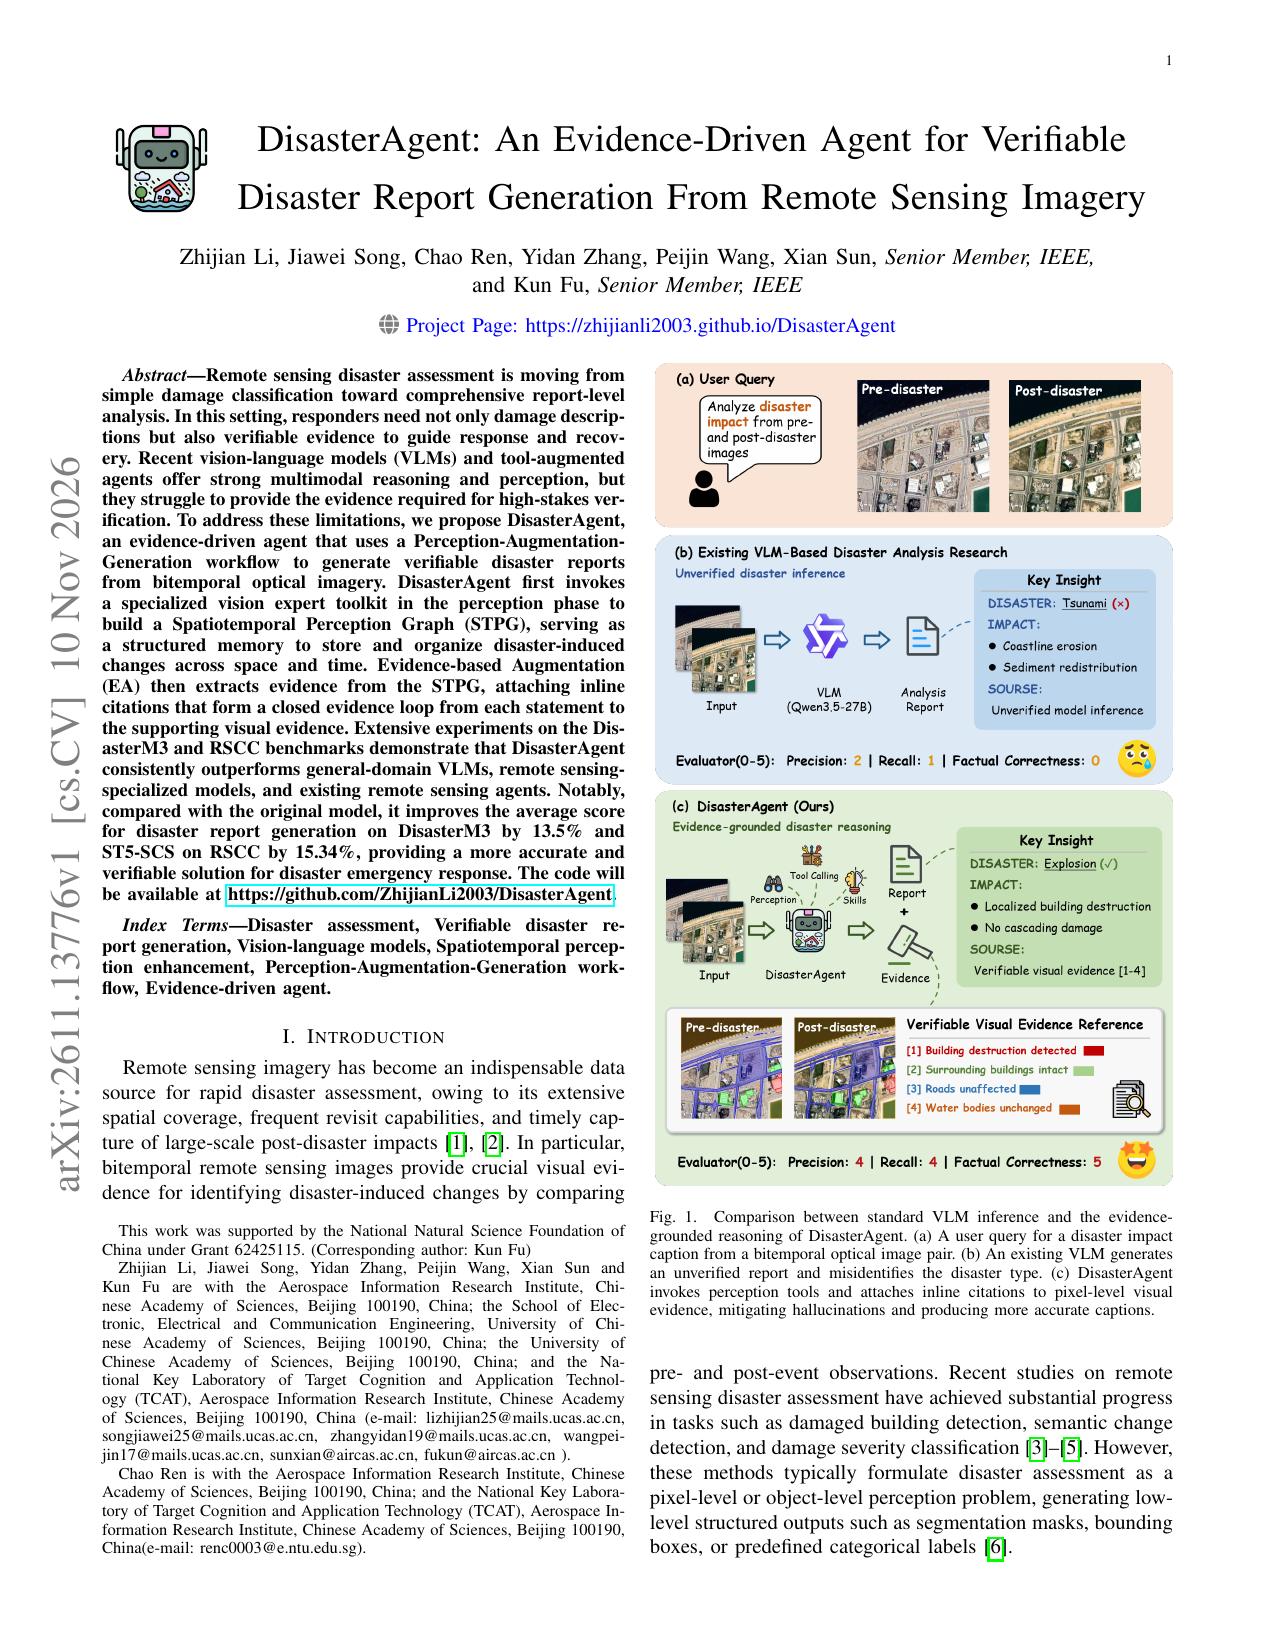 1
DisasterAgent: An Evidence-Driven Agent for Verifiable
Disaster Report Generation From Remote Sensing Imagery
Zhijian Li, Jiawei Song, Chao Ren, Yidan Zhang, Peijin Wang, Xian Sun, Senior Member, IEEE,
and Kun Fu, Senior Member, IEEE
Project Page: https://zhijianli2003.github.io/DisasterAgent
arXiv:2611.13776v1 [cs.CV] 10 Nov 2026
Abstract—Remote sensing disaster assessment is moving from
simple damage classification toward comprehensive report-level
analysis. In this setting, responders need not only damage descrip-
tions but also verifiable evidence to guide response and recov-
ery. Recent vision-language models (VLMs) and tool-augmented
agents offer strong multimodal reasoning and perception, but
they struggle to provide the evidence required for high-stakes ver-
ification. To address these limitations, we propose DisasterAgent,
an evidence-driven agent that uses a Perception-Augmentation-
Generation workflow to generate verifiable disaster reports
from bitemporal optical imagery. DisasterAgent first invokes
a specialized vision expert toolkit in the perception phase to
build a Spatiotemporal Perception Graph (STPG), serving as
a structured memory to store and organize disaster-induced
changes across space and time. Evidence-based Augmentation
(EA) then extracts evidence from the STPG, attaching inline
citations that form a closed evidence loop from each statement to
the supporting visual evidence. Extensive experiments on the Dis-
asterM3 and RSCC benchmarks demonstrate that DisasterAgent
consistently outperforms general-domain VLMs, remote sensing-
specialized models, and existing remote sensing agents. Notably,
compared with the original model, it improves the average score
for disaster report generation on DisasterM3 by 13.5% and
ST5-SCS on RSCC by 15.34%, providing a more accurate and
verifiable solution for disaster emergency response. The code will
be available at https://github.com/ZhijianLi2003/DisasterAgent.
Index Terms—Disaster assessment, Verifiable disaster re-
port generation, Vision-language models, Spatiotemporal percep-
tion enhancement, Perception-Augmentation-Generation work-
flow, Evidence-driven agent.
I. INTRODUCTION
Remote sensing imagery has become an indispensable data
source for rapid disaster assessment, owing to its extensive
spatial coverage, frequent revisit capabilities, and timely cap-
ture of large-scale post-disaster impacts [1], [2]. In particular,
bitemporal remote sensing images provide crucial visual evi-
dence for identifying disaster-induced changes by comparing
This work was supported by the National Natural Science Foundation of
China under Grant 62425115. (Corresponding author: Kun Fu)
Zhijian Li, Jiawei Song, Yidan Zhang, Peijin Wang, Xian Sun and
Kun Fu are with the Aerospace Information Research Institute, Chi-
nese Academy of Sciences, Beijing 100190, China; the School of Elec-
tronic, Electrical and Communication Engineering, University of Chi-
nese Academy of Sciences, Beijing 100190, China; the University of
Chinese Academy of Sciences, Beijing 100190, China; and the Na-
tional Key Laboratory of Target Cognition and Application Technol-
ogy (TCAT), Aerospace Information Research Institute, Chinese Academy
of Sciences, Beijing 100190, China (e-mail: lizhijian25@mails.ucas.ac.cn,
songjiawei25@mails.ucas.ac.cn, zhangyidan19@mails.ucas.ac.cn, wangpei-
jin17@mails.ucas.ac.cn, sunxian@aircas.ac.cn, fukun@aircas.ac.cn ).
Chao Ren is with the Aerospace Information Research Institute, Chinese
Academy of Sciences, Beijing 100190, China; and the National Key Labora-
tory of Target Cognition and Application Technology (TCAT), Aerospace In-
formation Research Institute, Chinese Academy of Sciences, Beijing 100190,
China(e-mail: renc0003@e.ntu.edu.sg).
(a) User Query
Analyze disaster
impact from pre-
and post-disaster
images
Pre-disaster
Post-disaster
(b) Existing VLM-Based Disaster Analysis Research
Unverified disaster inference
Input
VLM
(Qwen3.5-27B)
Analysis
Report
Key Insight
DISASTER: Tsunami (×)
IMPACT:
● Coastline erosion
● Sediment redistribution
SOURSE:
Unverified model inference
Evaluator(0-5): Precision: 2 | Recall: 1 | Factual Correctness: 0
(c) DisasterAgent (Ours)
Evidence-grounded disaster reasoning
Input
Perception
Tool Calling
Skills
DisasterAgent
Report
+
Evidence
Key Insight
DISASTER: Explosion (✓)
IMPACT:
● Localized building destruction
● No cascading damage
SOURSE:
Verifiable visual evidence [1-4]
Pre-disaster
Post-disaster
Verifiable Visual Evidence Reference
[1] Building destruction detected
[2] Surrounding buildings intact
[3] Roads unaffected
[4] Water bodies unchanged
Evaluator(0-5): Precision: 4 | Recall: 4 | Factual Correctness: 5
Fig. 1. Comparison between standard VLM inference and the evidence-
grounded reasoning of DisasterAgent. (a) A user query for a disaster impact
caption from a bitemporal optical image pair. (b) An existing VLM generates
an unverified report and misidentifies the disaster type. (c) DisasterAgent
invokes perception tools and attaches inline citations to pixel-level visual
evidence, mitigating hallucinations and producing more accurate captions.
pre- and post-event observations. Recent studies on remote
sensing disaster assessment have achieved substantial progress
in tasks such as damaged building detection, semantic change
detection, and damage severity classification [3]–[5]. However,
these methods typically formulate disaster assessment as a
pixel-level or object-level perception problem, generating low-
level structured outputs such as segmentation masks, bounding
boxes, or predefined categorical labels [6].